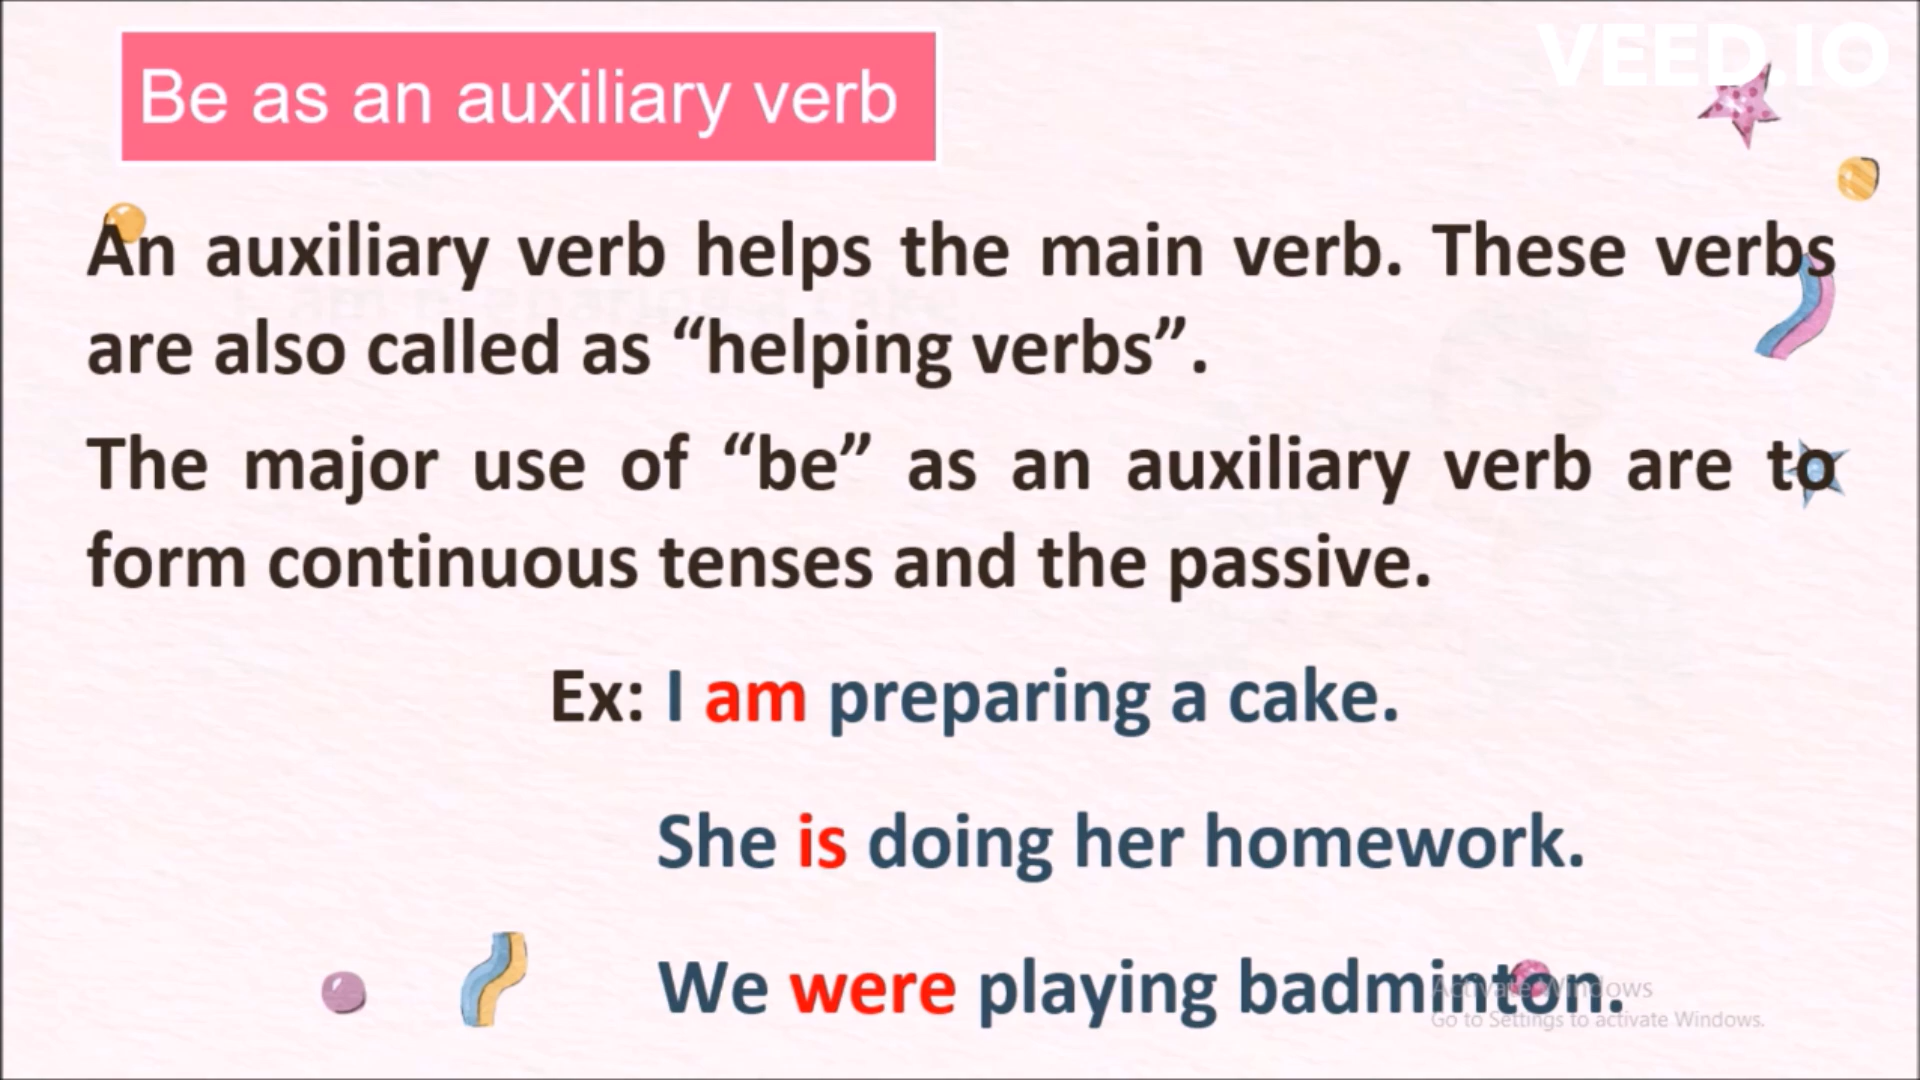 VEED.IO
Be as an auxiliary verb
An auxiliary verb helps the main verb. These verbs
are also called as “helping verbs”.
The major use of “be” as an auxiliary verb are to
form continuous tenses and the passive.
Ex: I am preparing a cake.
She is doing her homework.
We were playing badminton.
Activate Windows
Go to Settings to activate Windows.